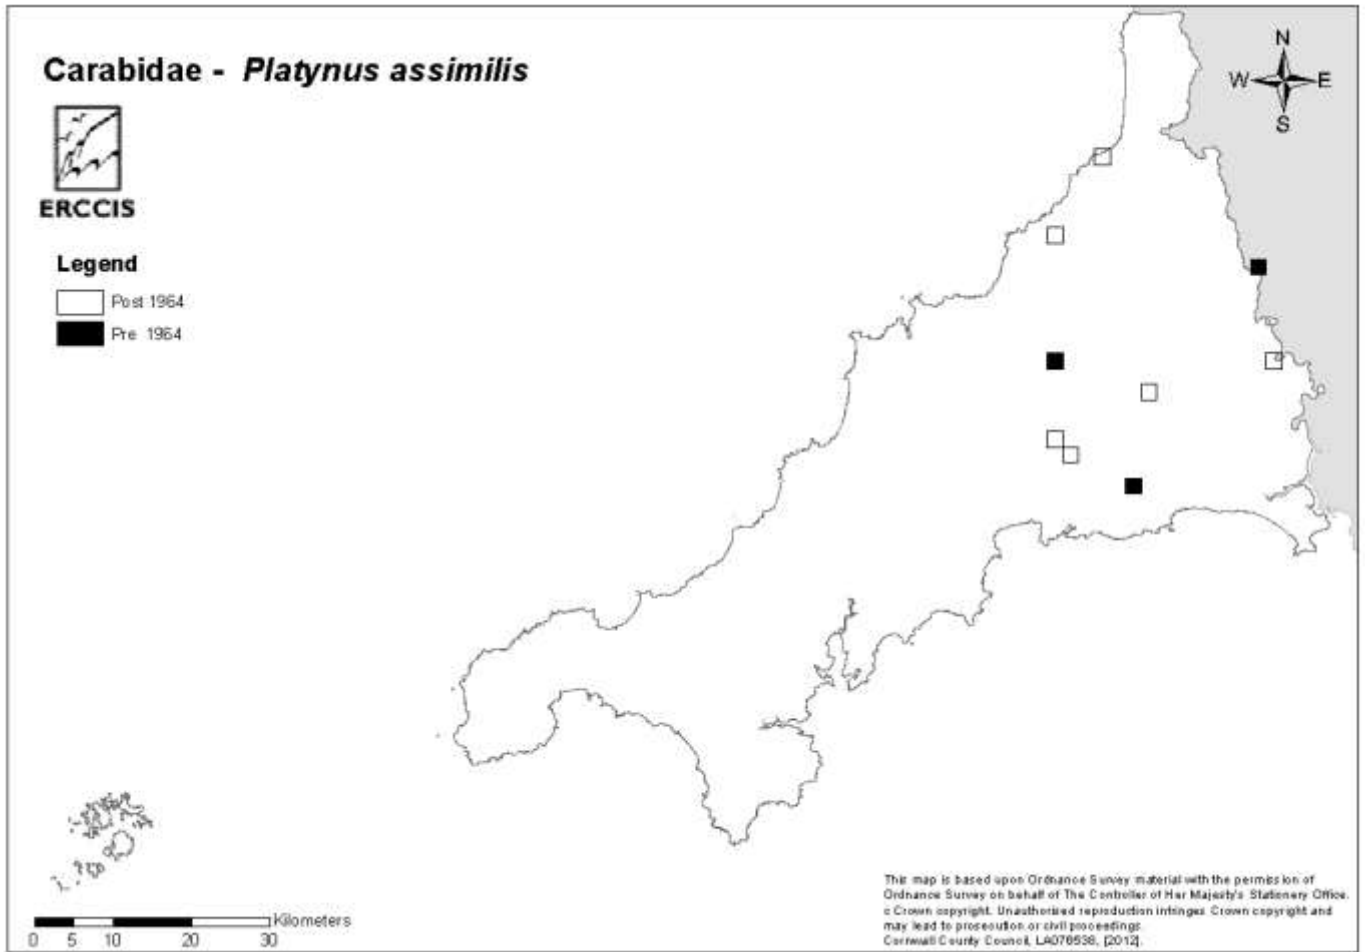 Carabidae - Platynus assimilis
N
W E
S
ERCCIS
Legend
Post 1964
Pre 1964
Kilometers
0 5 10 20 30
This map is based upon Ordnance Survey material with the permission of
Ordnance Survey on behalf of The Controller of Her Majesty's Stationery Office.
c Crown copyright. Unauthorised reproduction infringes Crown copyright and
may lead to prosecution or civil proceedings.
Cornwall County Council, LA076538, [2012].